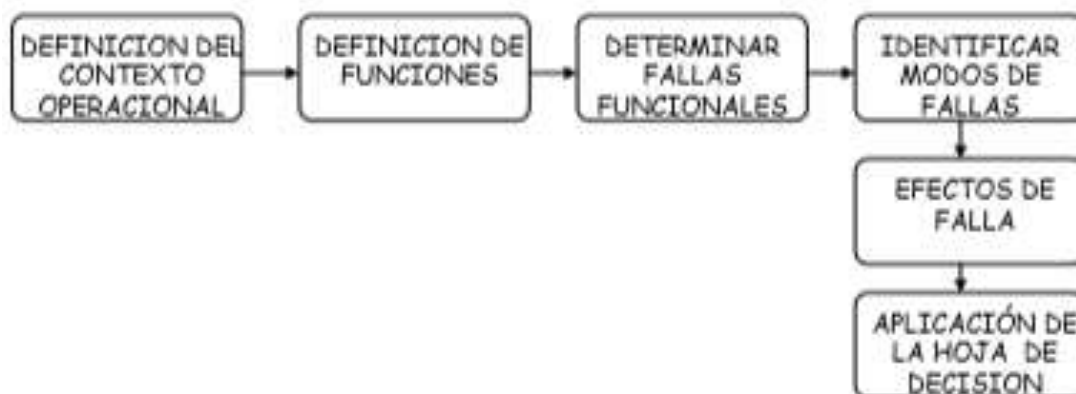 DEFINICION DEL
CONTEXTO
OPERACIONAL
DEFINICION DE
FUNCIONES
DETERMINAR
FALLAS
FUNCIONALES
IDENTIFICAR
MODOS DE
FALLAS
EFECTOS DE
FALLA
APLICACIÓN DE
LA HOJA DE
DECISION